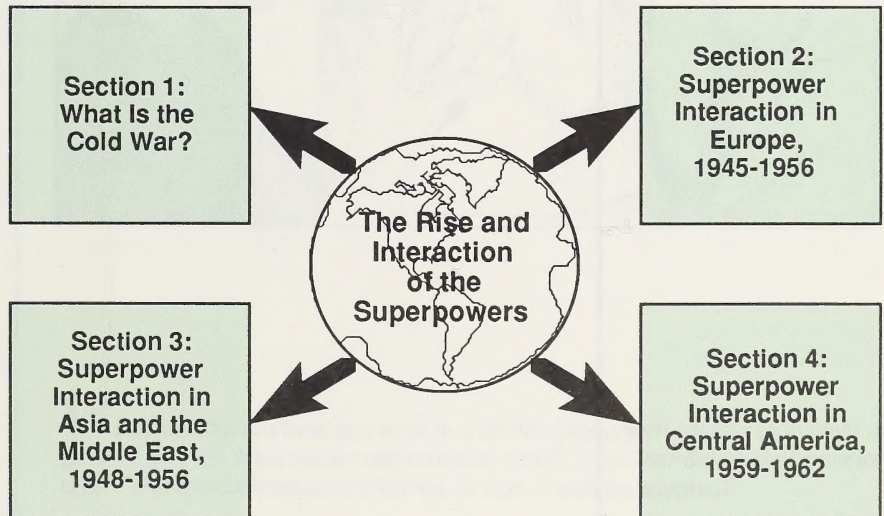 Section 1:
What Is the
Cold War?
Section 2:
Superpower
Interaction in
Europe,
1945-1956
The Rise and
Interaction
of the
Superpowers
Section 3:
Superpower
Interaction in
Asia and the
Middle East,
1948-1956
Section 4:
Superpower
Interaction in
Central America,
1959-1962